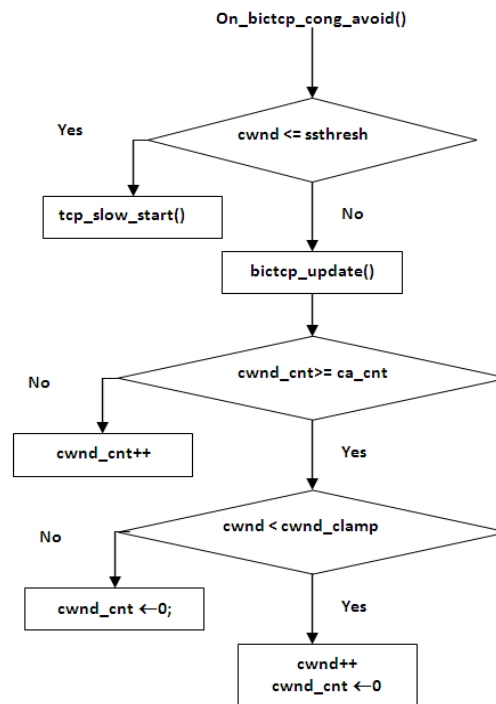 On_bictcp_cong_avoid()
Yes
cwnd <= ssthresh
tcp_slow_start()
No
bictcp_update()
cwnd_cnt>= ca_cnt
No
cwnd_cnt++
Yes
cwnd < cwnd_clamp
No
cwnd_cnt ←0;
Yes
cwnd++
cwnd_cnt ←0